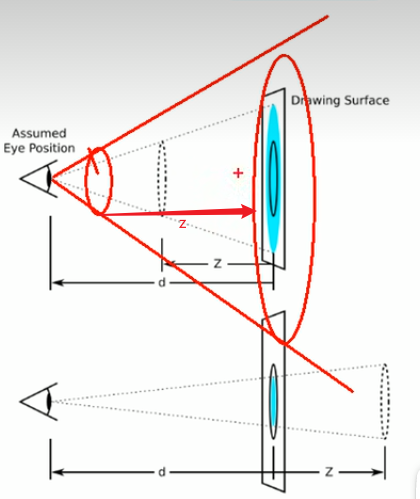 Drawing Surface
Assumed
Eye Position
+
z
Z
d
d
Z